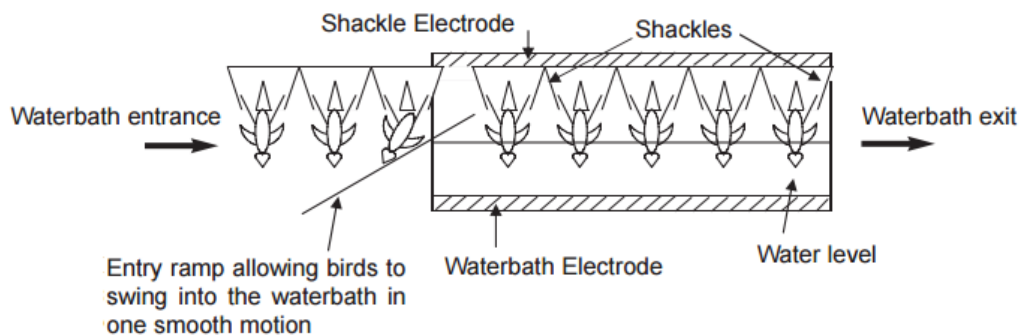 Shackle Electrode
Shackles
Waterbath entrance
Waterbath exit
Entry ramp allowing birds to
swing into the waterbath in
one smooth motion
Waterbath Electrode
Water level